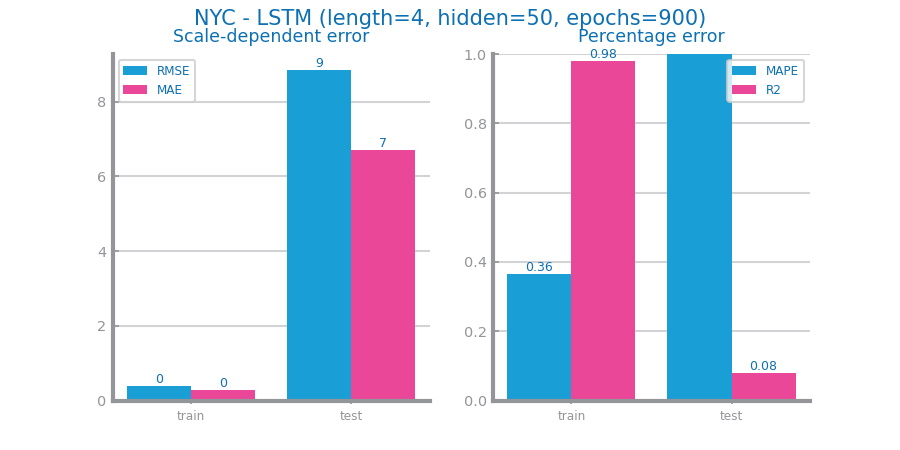 NYC - LSTM (length=4, hidden=50, epochs=900)
Scale-dependent error
RMSE
MAE
8
6
4
2
0
0
0
9
7
train
test
Percentage error
MAPE
R2
1.0
0.8
0.6
0.4
0.2
0.0
0.36
0.98
0.08
train
test